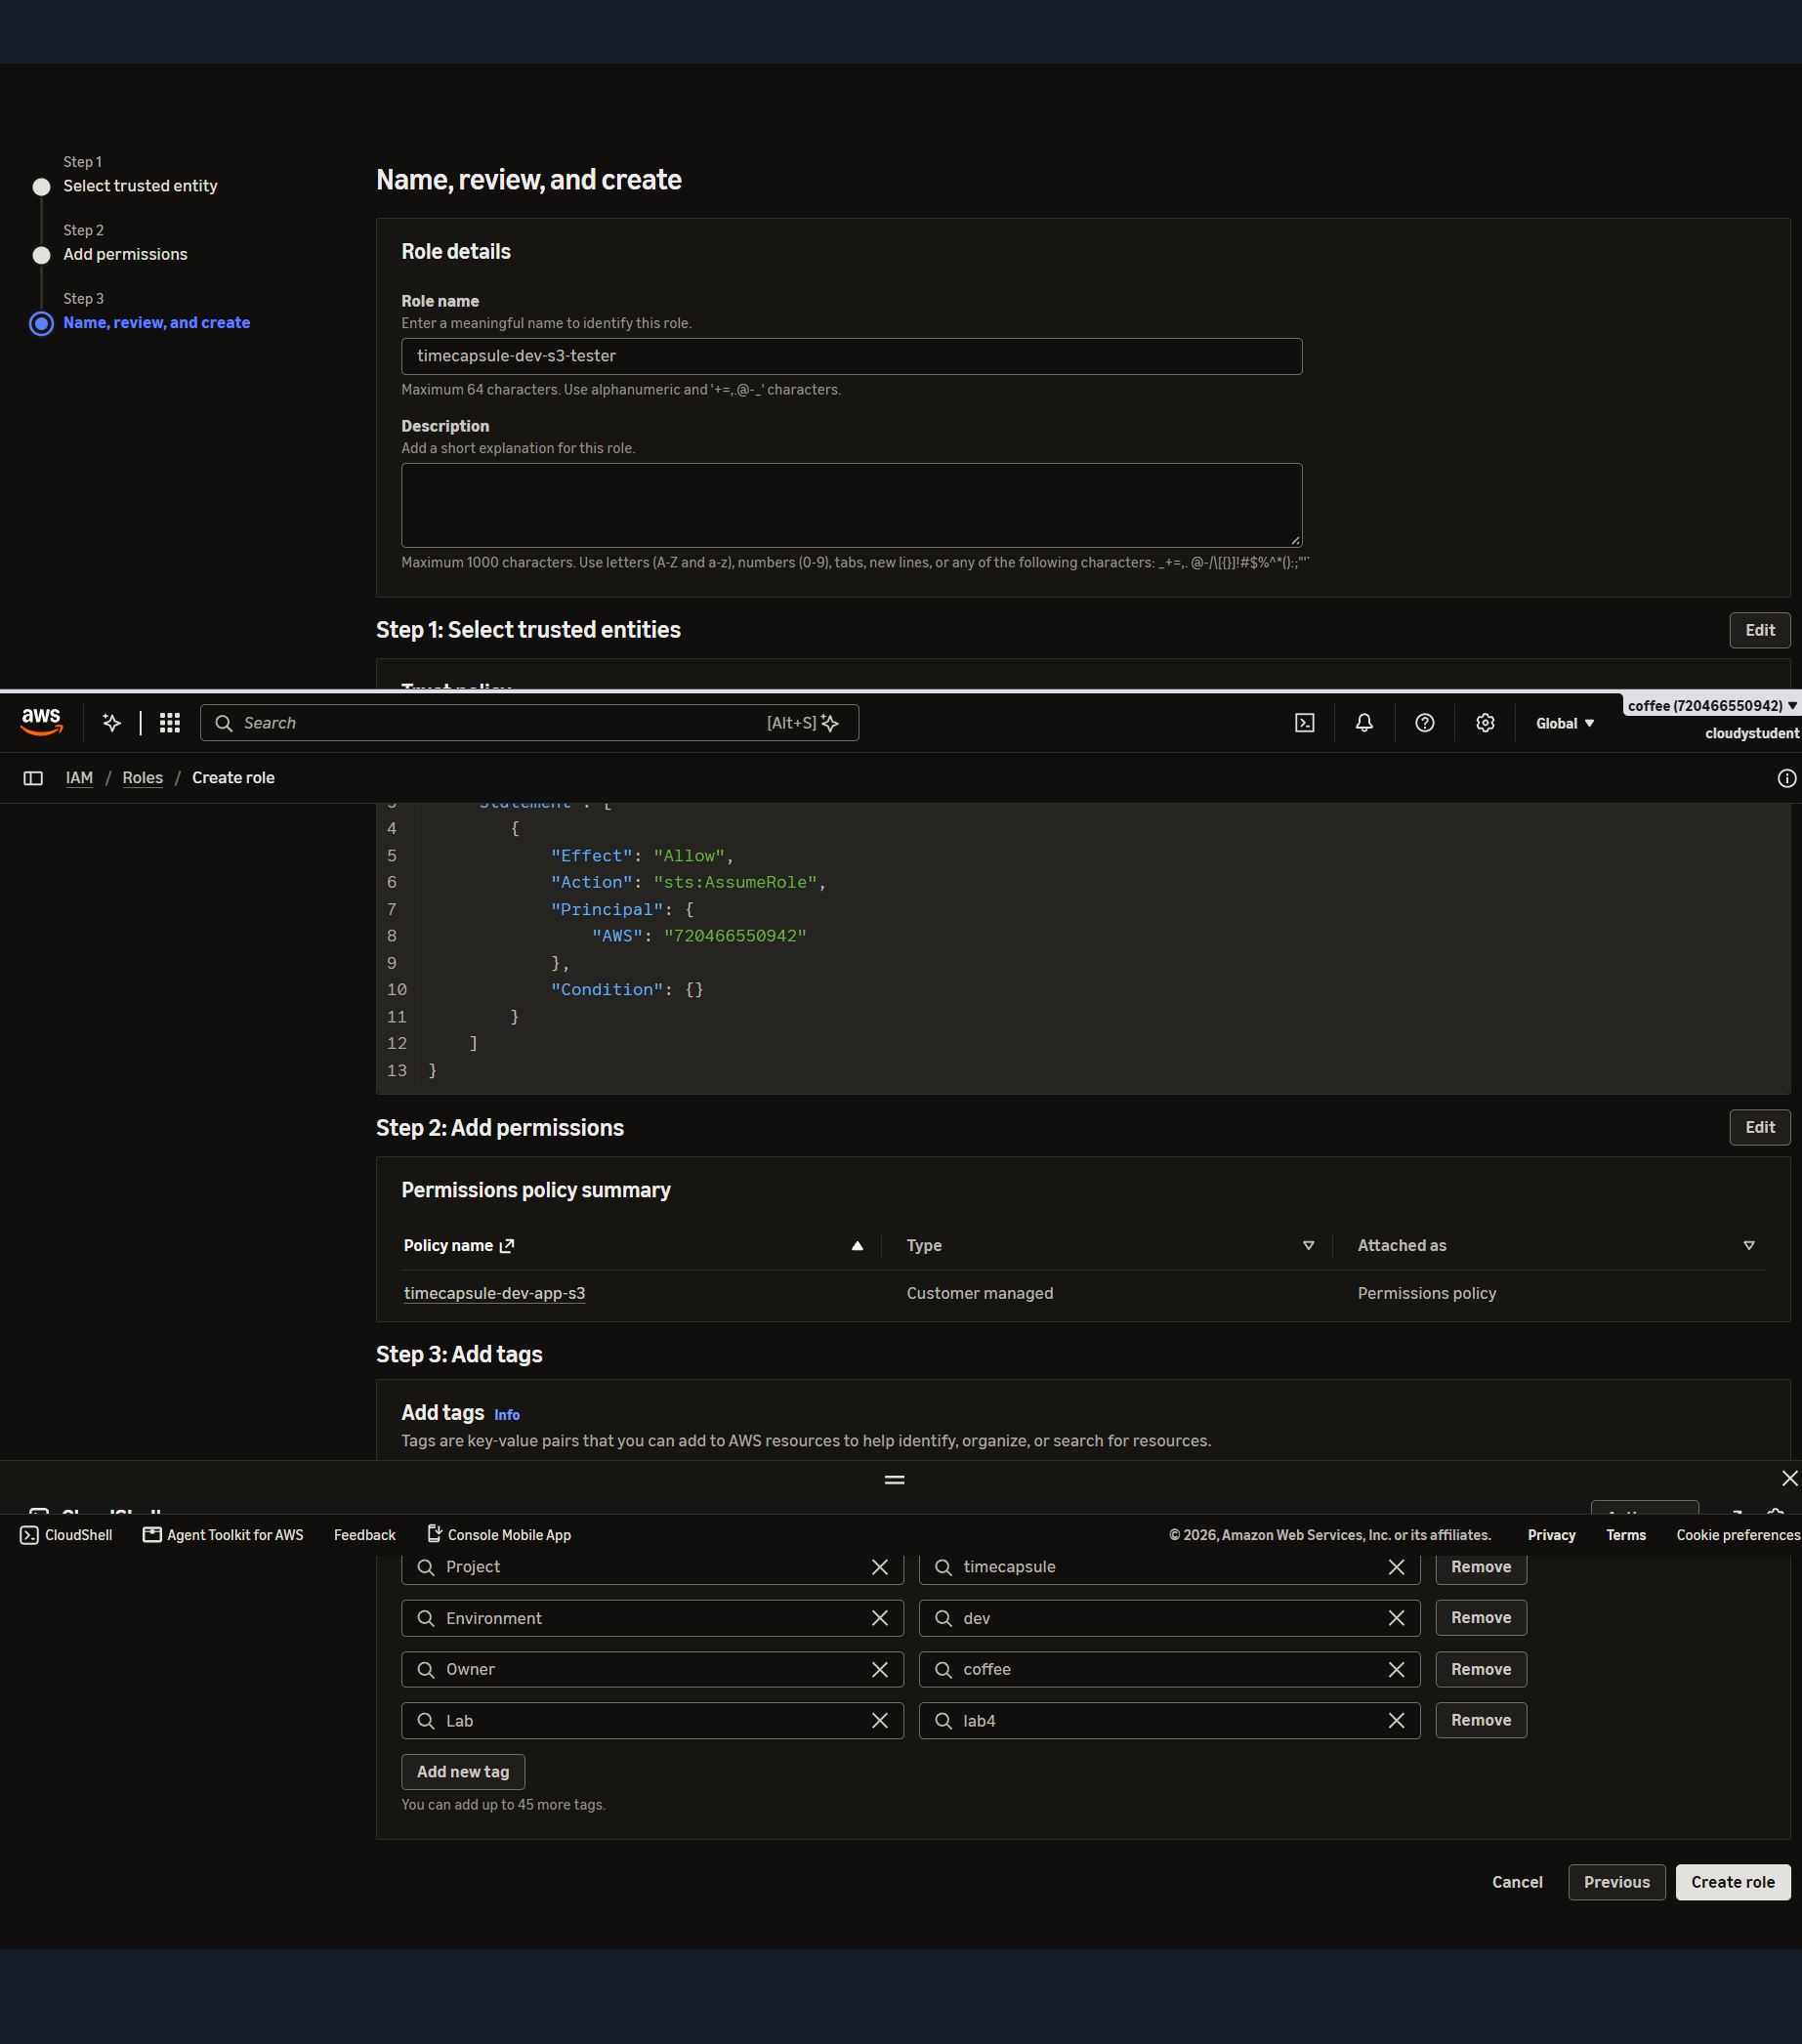 Step 1
Select trusted entity
Step 2
Add permissions
Step 3
Name, review, and create
Name, review, and create
Role details
Role name
Enter a meaningful name to identify this role.
timecapsule-dev-s3-tester
Maximum 64 characters. Use alphanumeric and '+=,.@-_' characters.
Description
Add a short explanation for this role.
Maximum 1000 characters. Use letters (A-Z and a-z), numbers (0-9), tabs, new lines, or any of the following characters: _+=,. @-/\[{}]!#$%^*();:"'`
Step 1: Select trusted entities
Edit
Trust policy
aws
Search
[Alt+S]
Global
coffee (720466550942)
cloudystudent
IAM / Roles / Create role
3 "Statement": [
4 {
5 "Effect": "Allow",
6 "Action": "sts:AssumeRole",
7 "Principal": {
8 "AWS": "720466550942"
9 },
10 "Condition": {}
11 }
12 ]
13 }
Step 2: Add permissions
Edit
Permissions policy summary
Policy name
Type
Attached as
timecapsule-dev-app-s3
Customer managed
Permissions policy
Step 3: Add tags
Add tags Info
Tags are key-value pairs that you can add to AWS resources to help identify, organize, or search for resources.
CloudShell
CloudShell
Agent Toolkit for AWS
Feedback
Console Mobile App
© 2026, Amazon Web Services, Inc. or its affiliates.
Privacy
Terms
Cookie preferences
Project
timecapsule
Remove
Environment
dev
Remove
Owner
coffee
Remove
Lab
lab4
Remove
Add new tag
You can add up to 45 more tags.
Cancel
Previous
Create role